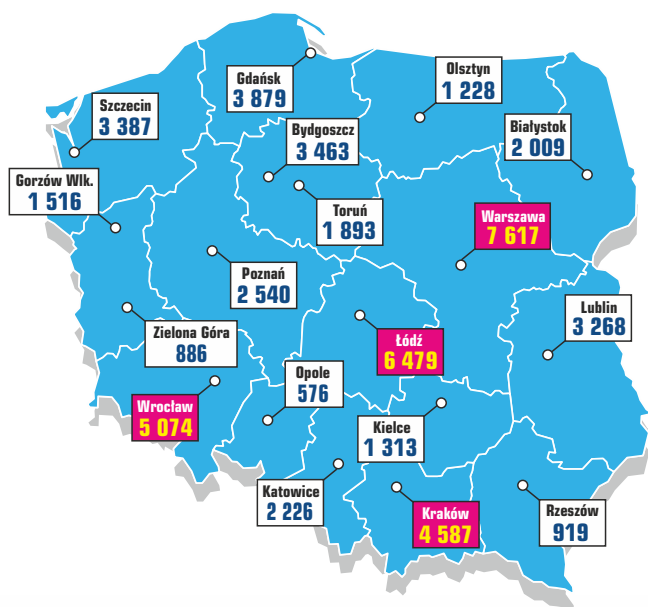 Gdańsk
3 879
Olsztyn
1 228
Szczecin
3 387
Bydgoszcz
3 463
Białystok
2 009
Gorzów Wlk.
1 516
Toruń
1 893
Warszawa
7 617
Poznań
2 540
Lublin
3 268
Zielona Góra
886
Łódź
6 479
Opole
576
Wrocław
5 074
Kielce
1 313
Katowice
2 226
Kraków
4 587
Rzeszów
919